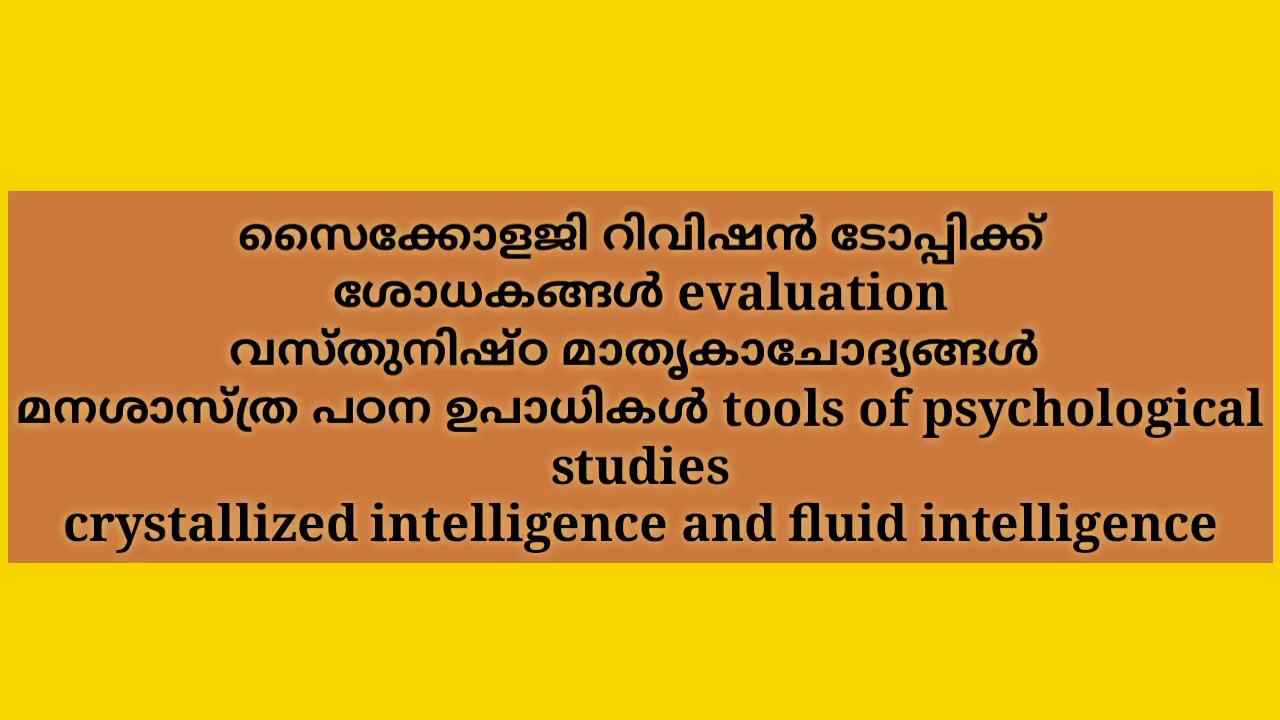 സൈക്കോളജി റിവിഷൻ ടോപ്പിക്ക്
ശോധകങ്ങൾ evaluation
വസ്തുനിഷ്ഠ മാതൃകാചോദ്യങ്ങൾ
മനശാസ്ത്ര പഠന ഉപാധികൾ tools of psychological
studies
crystallized intelligence and fluid intelligence